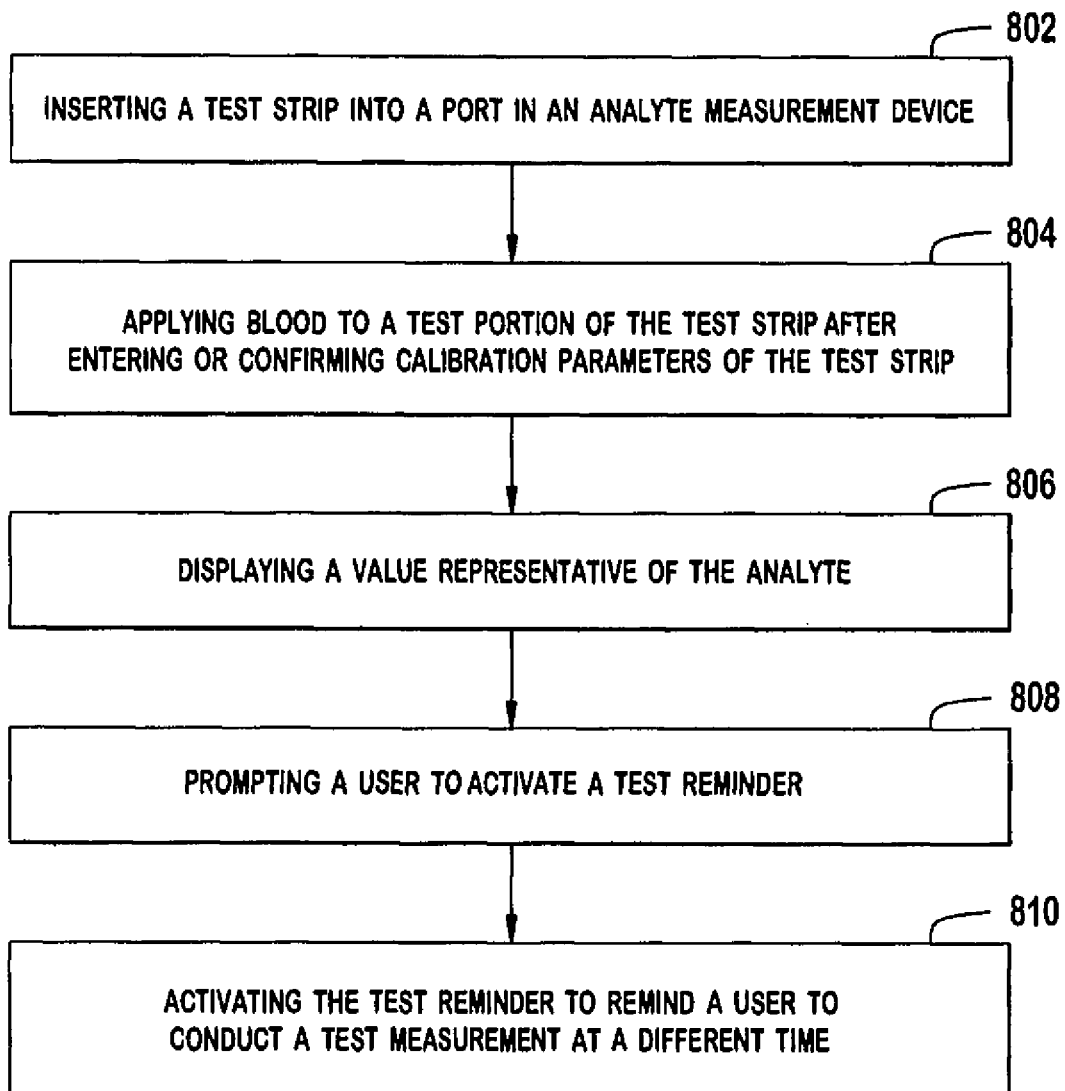 802
INSERTING A TEST STRIP INTO A PORT IN AN ANALYTE MEASUREMENT DEVICE
804
APPLYING BLOOD TO A TEST PORTION OF THE TEST STRIP AFTER
ENTERING OR CONFIRMING CALIBRATION PARAMETERS OF THE TEST STRIP
806
DISPLAYING A VALUE REPRESENTATIVE OF THE ANALYTE
808
PROMPTING A USER TO ACTIVATE A TEST REMINDER
810
ACTIVATING THE TEST REMINDER TO REMIND A USER TO
CONDUCT A TEST MEASUREMENT AT A DIFFERENT TIME